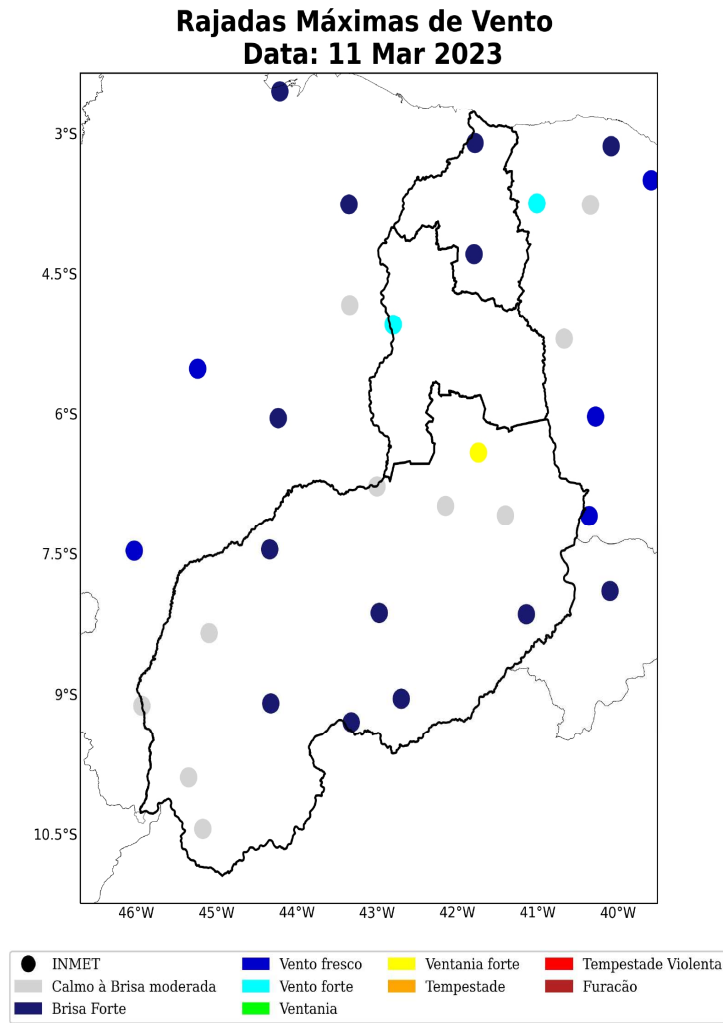 Rajadas Máximas de Vento
Data: 11 Mar 2023
3°S
4.5°S
6°S
7.5°S
9°S
10.5°S
46°W 45°W 44°W 43°W 42°W 41°W 40°W
INMET Vento fresco Ventania forte Tempestade Violenta
Calmo à Brisa moderada Vento forte Tempestade Furacão
Brisa Forte Ventania